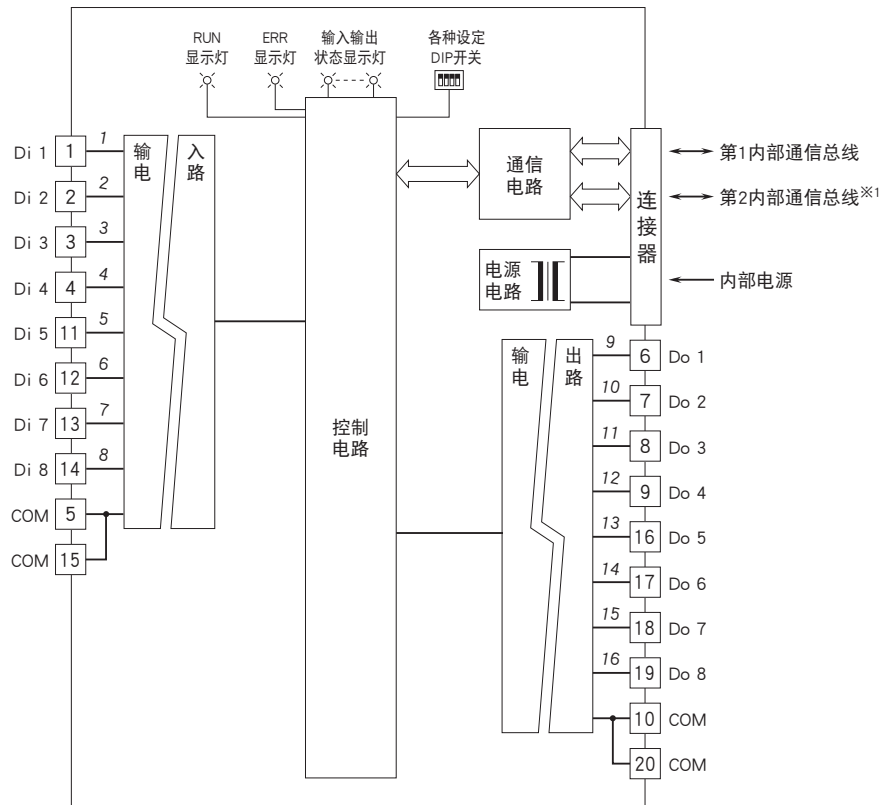 RUN
显示灯
ERR
显示灯
输入输出
状态显示灯
各种设定
DIP开关
Di 1 1 1
Di 2 2 2
Di 3 3 3
Di 4 4 4
Di 5 11 5
Di 6 12 6
Di 7 13 7
Di 8 14 8
COM 5
COM 15
输入
电路
控制
电路
通信
电路
电源
电路
连接器
第1内部通信总线
第2内部通信总线※1
内部电源
输出
电路
9 6 Do 1
10 7 Do 2
11 8 Do 3
12 9 Do 4
13 16 Do 5
14 17 Do 6
15 18 Do 7
16 19 Do 8
10 COM
20 COM